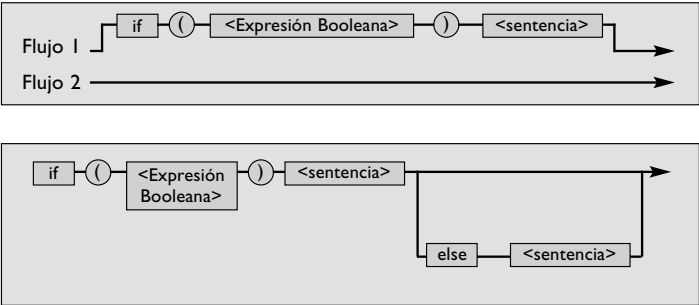 if ( <Expresión Booleana> ) <sentencia>
Flujo 1
Flujo 2
if ( <Expresión
Booleana> ) <sentencia>
else <sentencia>